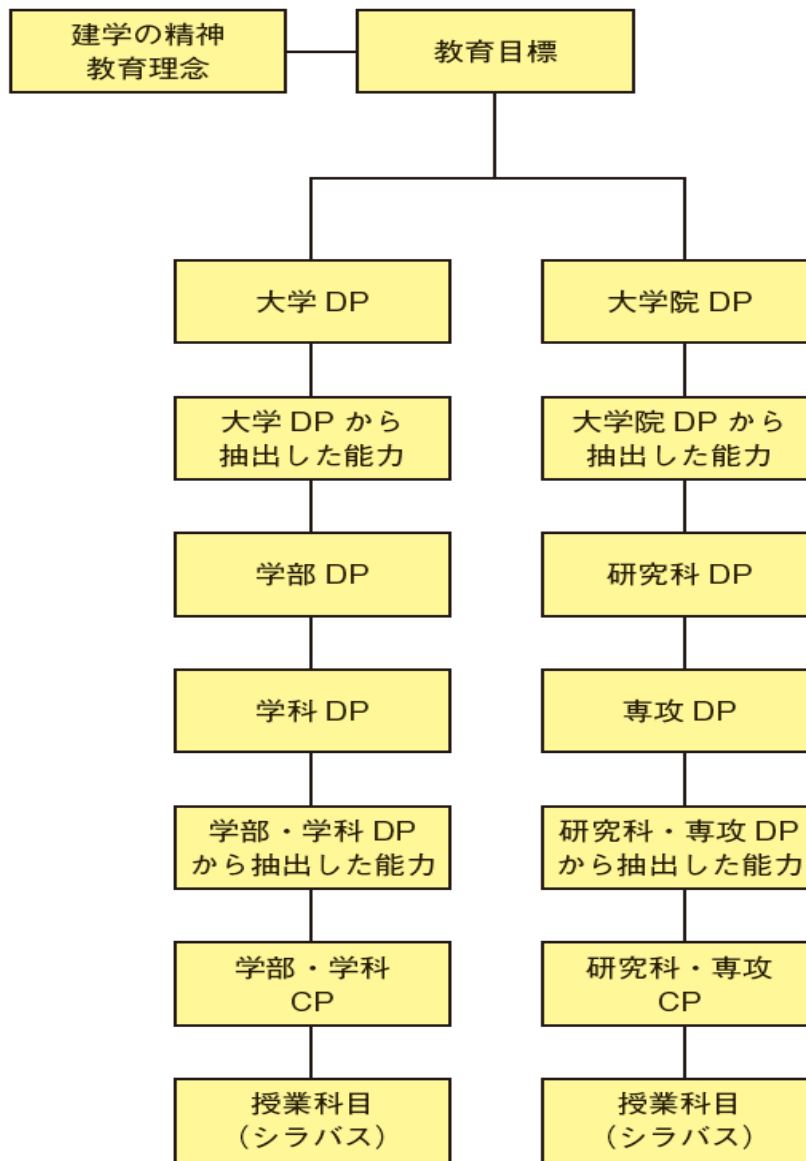 建学の精神
教育理念
教育目標
大学 DP
大学院 DP
大学 DP から
抽出した能力
大学院 DP から
抽出した能力
学部 DP
研究科 DP
学科 DP
専攻 DP
学部・学科 DP
から抽出した能力
研究科・専攻 DP
から抽出した能力
学部・学科
CP
研究科・専攻
CP
授業科目
（シラバス）
授業科目
（シラバス）